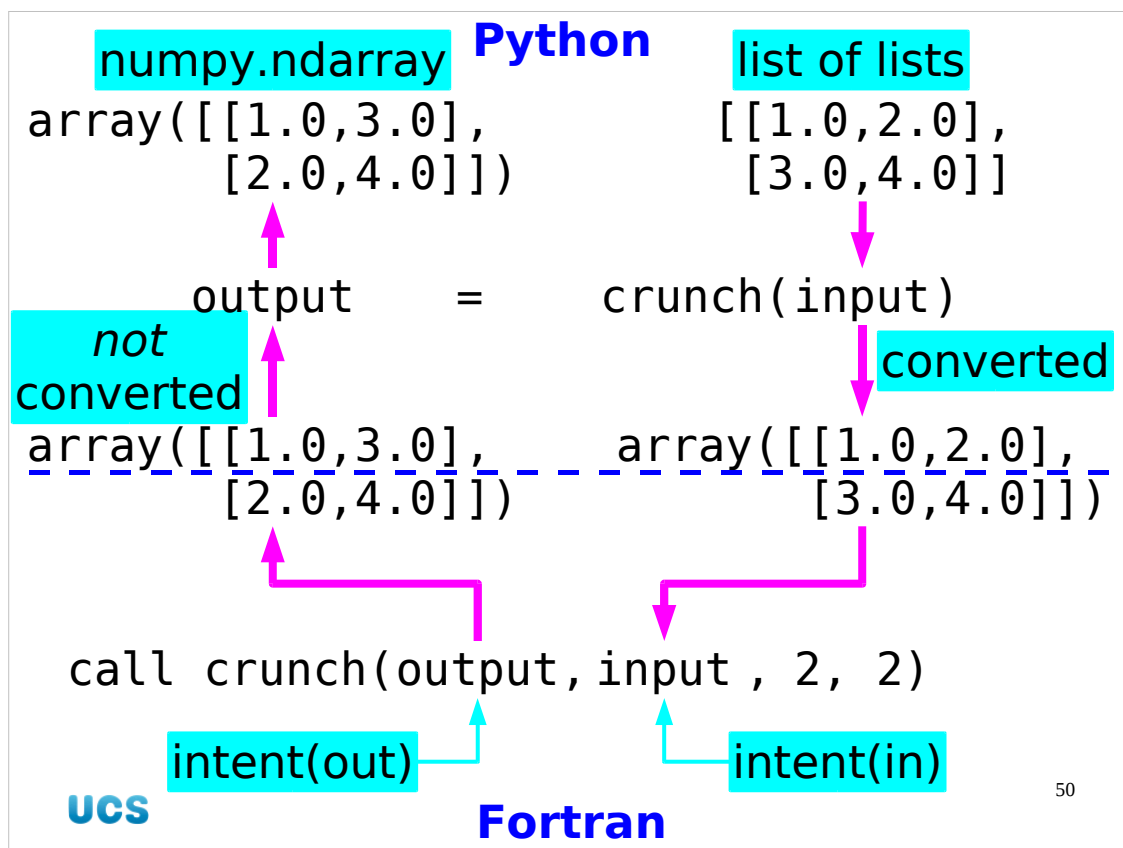 Python
numpy.ndarray
list of lists
array([[1.0,3.0],
[2.0,4.0]])
[[1.0,2.0],
[3.0,4.0]]
output = crunch(input)
not
converted
converted
array([[1.0,3.0],
[2.0,4.0]])
array([[1.0,2.0],
[3.0,4.0]])
call crunch(output, input , 2, 2)
intent(out)
intent(in)
UCS
Fortran
50